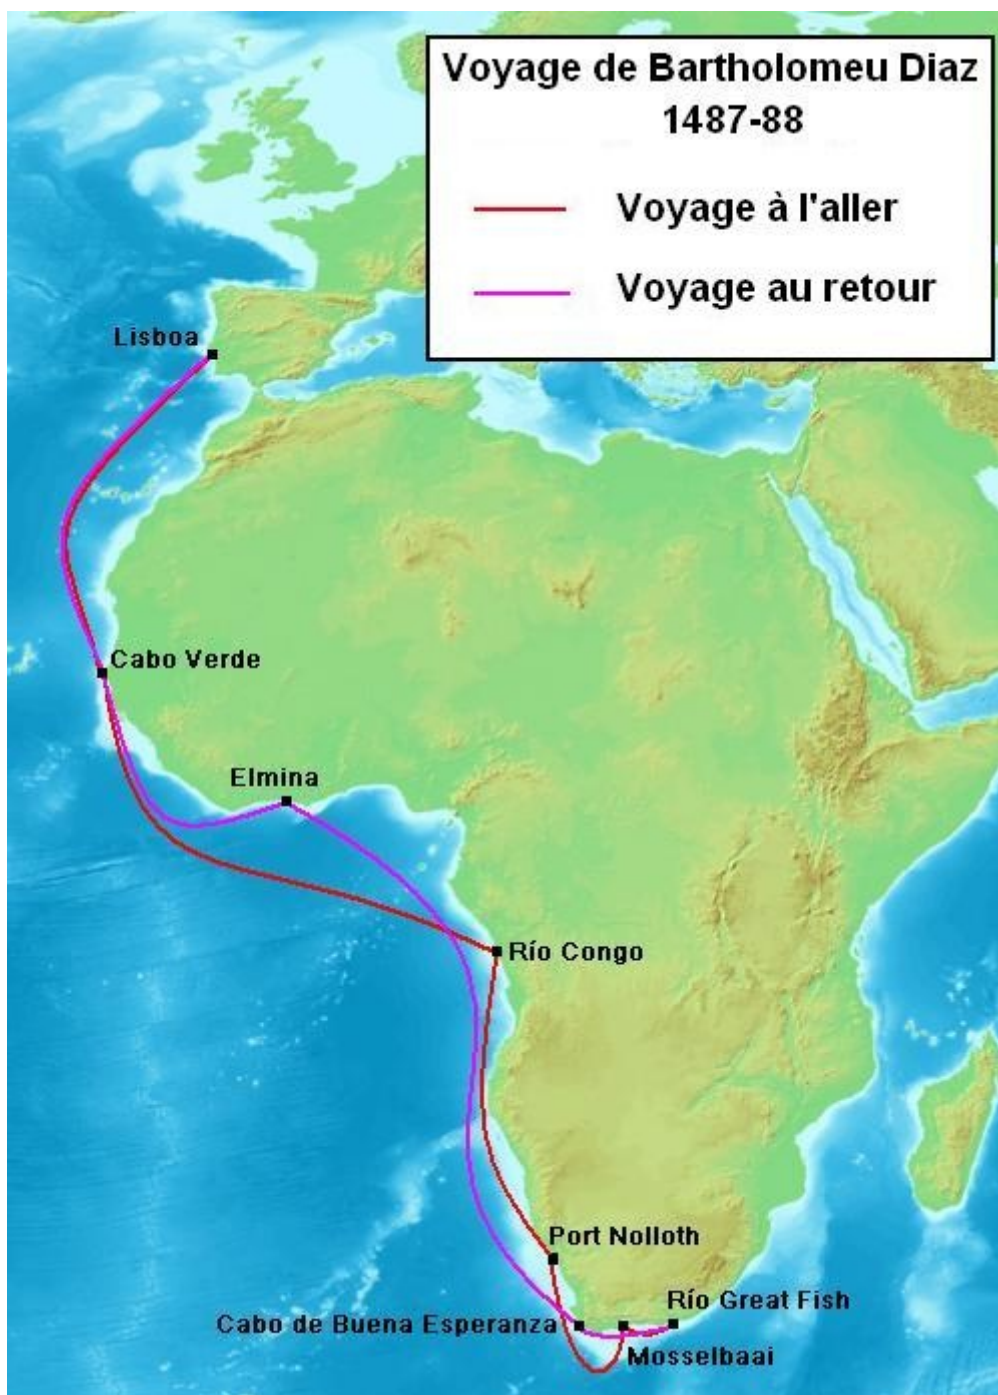 Voyage de Bartholomeu Diaz
1487-88
Voyage à l'aller
Voyage au retour
Lisboa
Cabo Verde
Elmina
Río Congo
Port Nolloth
Río Great Fish
Cabo de Buena Esperanza
Mosselbaai